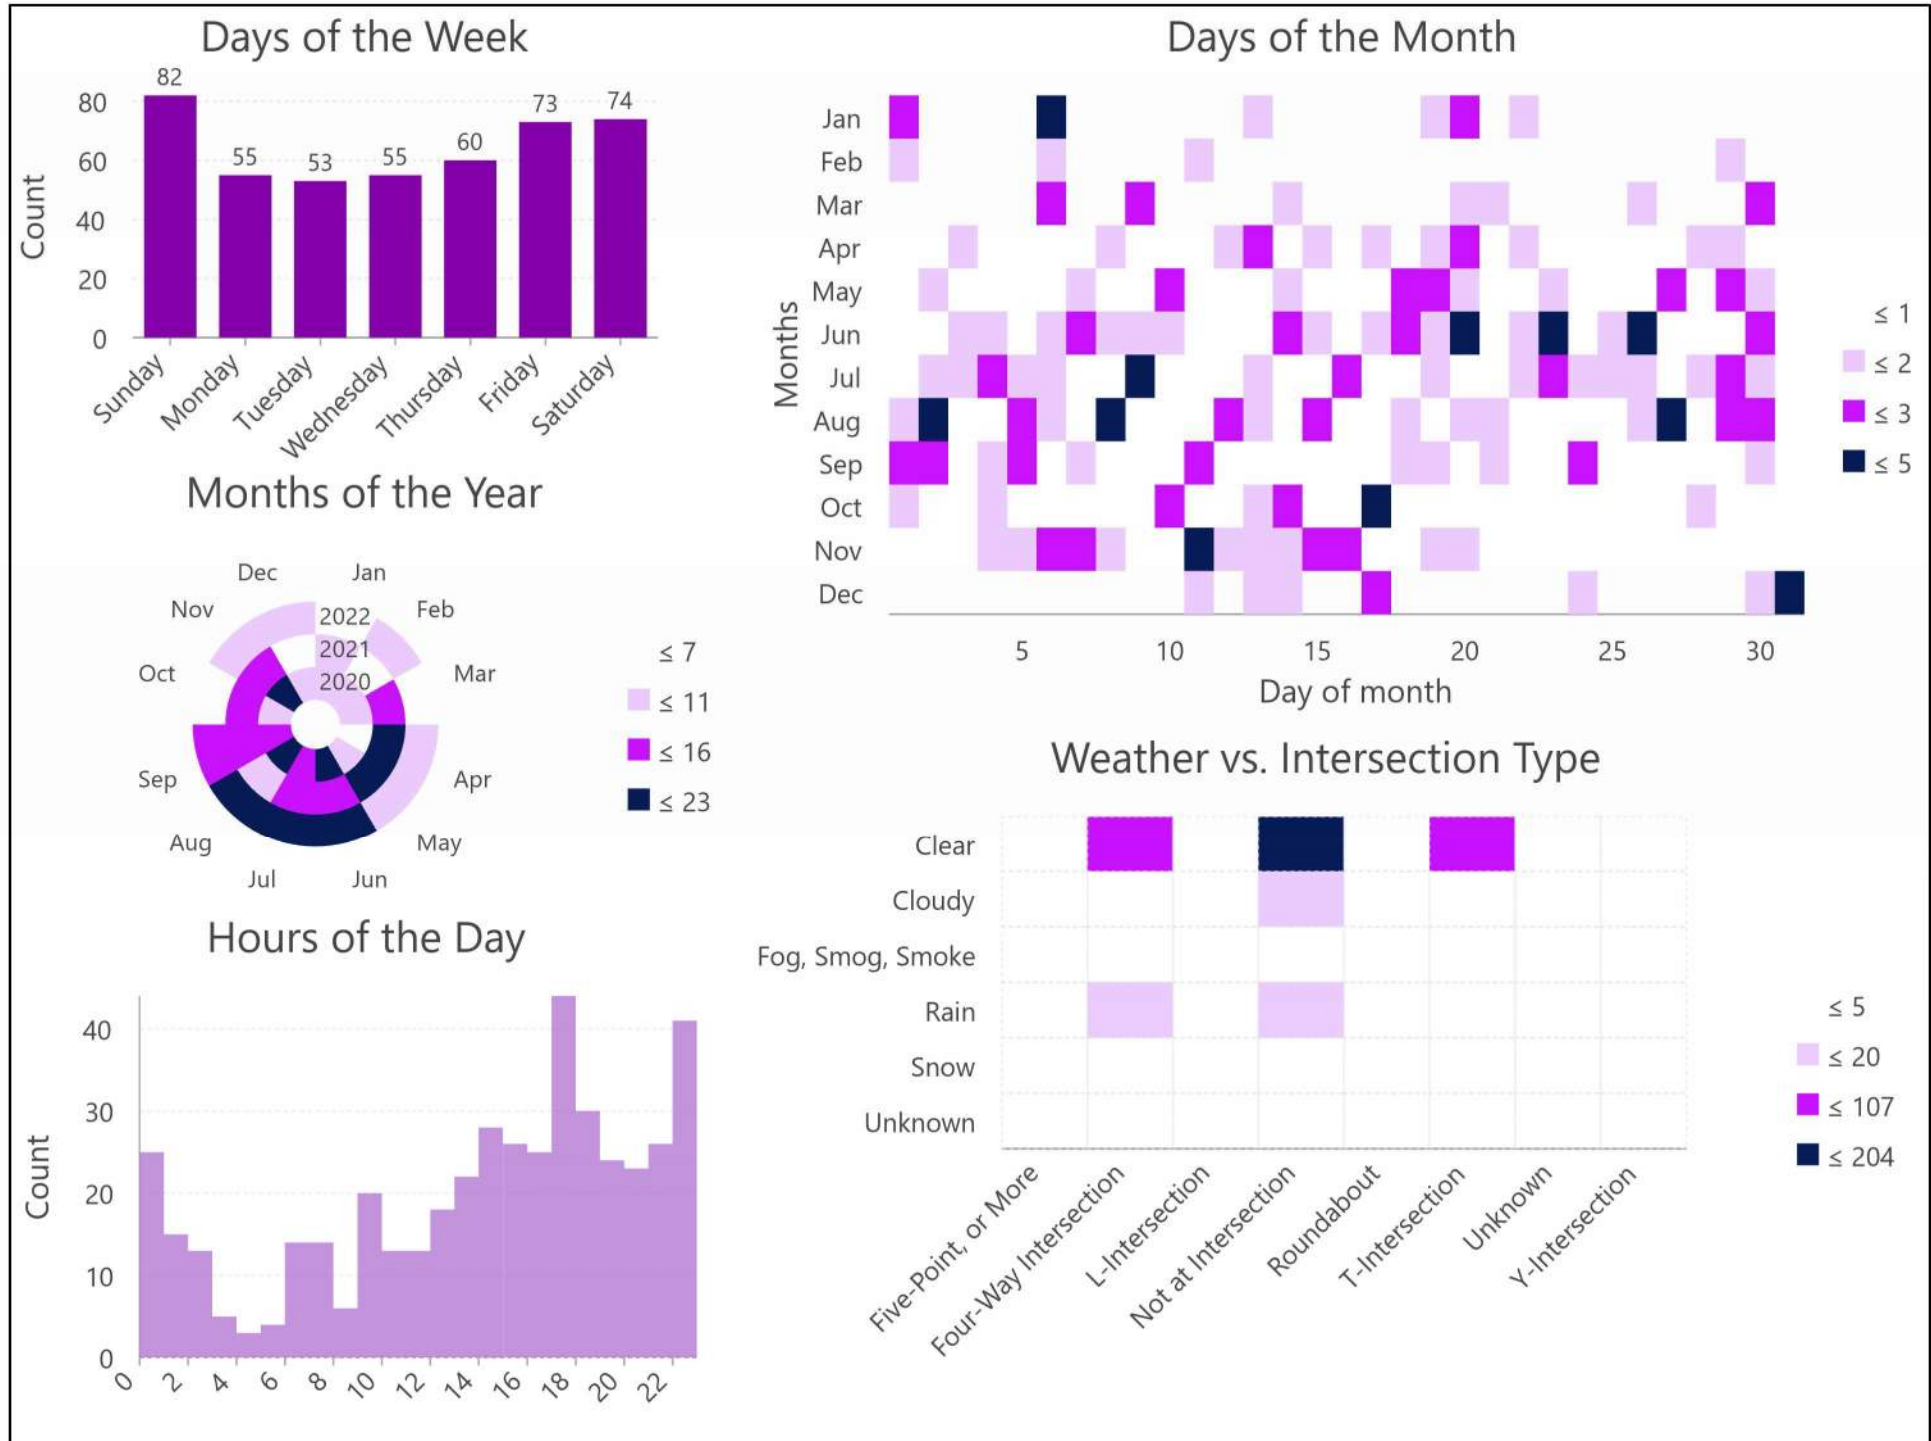 Days of the Week
Count
80
60
40
20
0
82
55
53
55
60
73
74
Sunday
Monday
Tuesday
Wednesday
Thursday
Friday
Saturday
Months of the Year
Dec
Jan
Nov
Feb
Oct
Mar
Sep
Apr
Aug
May
Jul
Jun
2022
2021
2020
≤ 7
≤ 11
≤ 16
≤ 23
Hours of the Day
Count
40
30
20
10
0
0
2
4
6
8
10
12
14
16
18
20
22
Days of the Month
Months
Jan
Feb
Mar
Apr
May
Jun
Jul
Aug
Sep
Oct
Nov
Dec
5
10
15
20
25
30
Day of month
≤ 1
≤ 2
≤ 3
≤ 5
Weather vs. Intersection Type
Clear
Cloudy
Fog, Smog, Smoke
Rain
Snow
Unknown
Five-Point, or More
Four-Way Intersection
L-Intersection
Not at Intersection
Roundabout
T-Intersection
Unknown
Y-Intersection
≤ 5
≤ 20
≤ 107
≤ 204